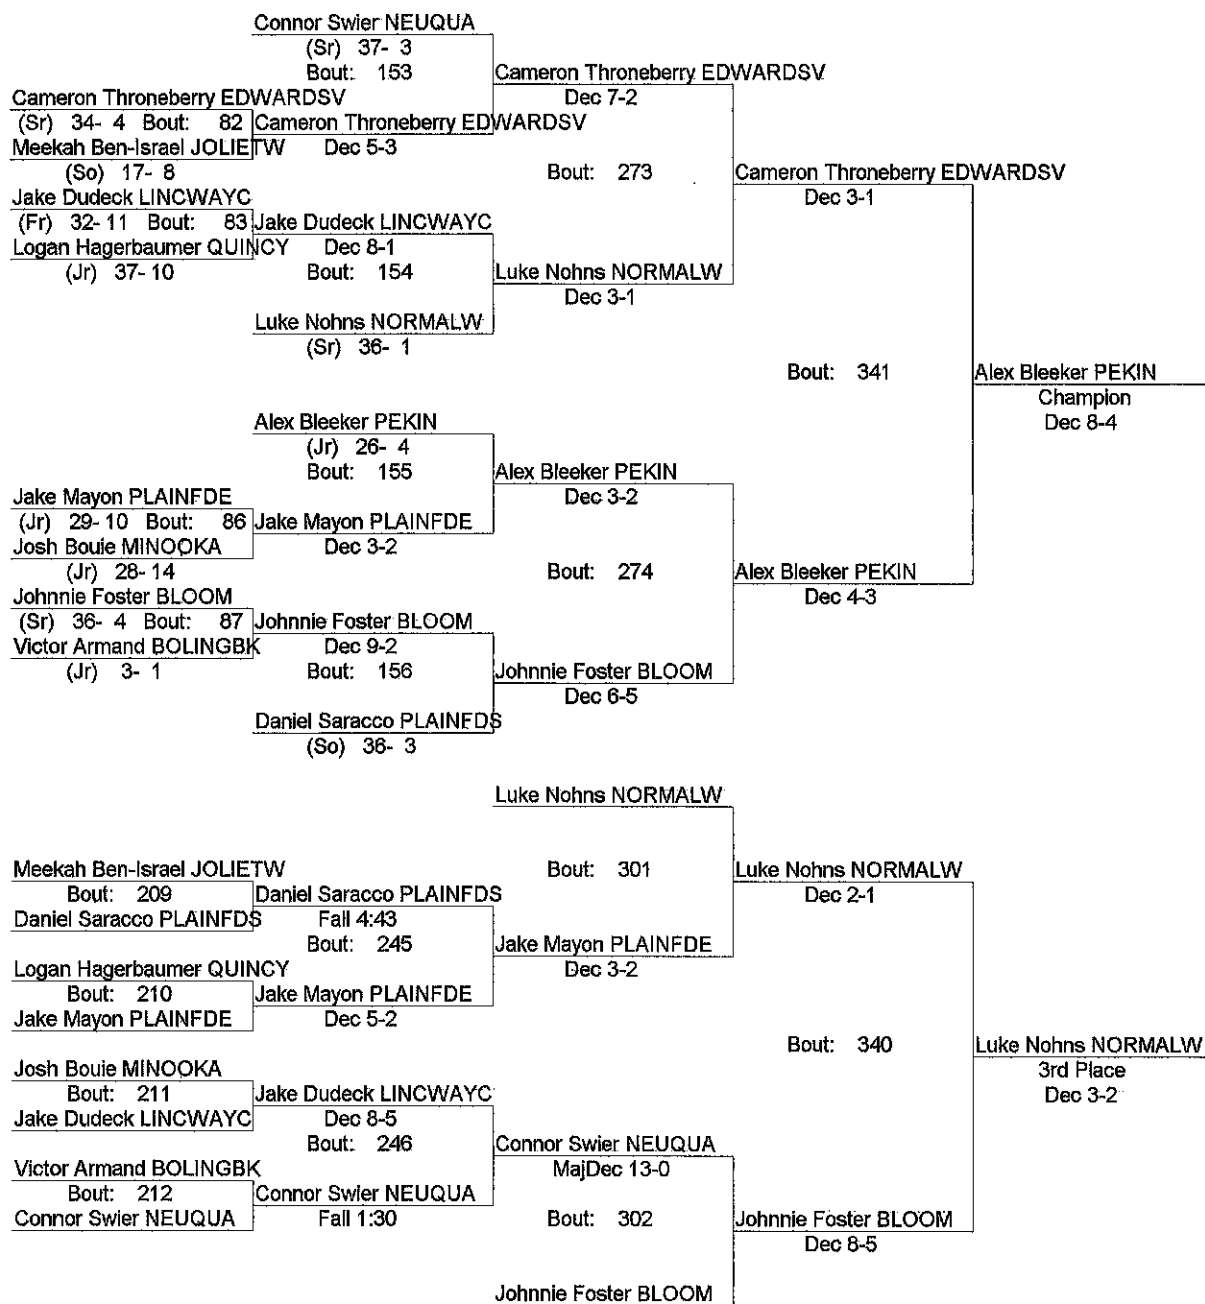 Connor Swier NEUQUA
(Sr) 37- 3
Bout: 153 Cameron Throneberry EDWARDSV
Cameron Throneberry EDWARDSV Dec 7-2
(Sr) 34- 4 Bout: 82 Cameron Throneberry EDWARDSV
Meekah Ben-Israel JOLIETW Dec 5-3
(So) 17- 8 Bout: 273 Cameron Throneberry EDWARDSV
Jake Dudeck LINCWAYC Dec 3-1
(Fr) 32- 11 Bout: 83 Jake Dudeck LINCWAYC
Logan Hagerbaumer QUINCY Dec 8-1
(Jr) 37- 10 Bout: 154 Luke Nohns NORMALW
Dec 3-1
Luke Nohns NORMALW
(Sr) 36- 1
Bout: 341 Alex Bleeker PEKIN
Champion
Alex Bleeker PEKIN Dec 8-4
(Jr) 26- 4
Bout: 155 Alex Bleeker PEKIN
Jake Mayon PLAINFDE Dec 3-2
(Jr) 29- 10 Bout: 86 Jake Mayon PLAINFDE
Josh Bouie MINOOKA Dec 3-2
(Jr) 28- 14 Bout: 274 Alex Bleeker PEKIN
Johnnie Foster BLOOM Dec 4-3
(Sr) 36- 4 Bout: 87 Johnnie Foster BLOOM
Victor Armand BOLINGBK Dec 9-2
(Jr) 3- 1 Bout: 156 Johnnie Foster BLOOM
Dec 6-5
Daniel Saracco PLAINFDS
(So) 36- 3
Luke Nohns NORMALW
Meekah Ben-Israel JOLIETW Bout: 301 Luke Nohns NORMALW
Bout: 209 Daniel Saracco PLAINFDS Dec 2-1
Daniel Saracco PLAINFDS Fall 4:43
Bout: 245 Jake Mayon PLAINFDE
Logan Hagerbaumer QUINCY Dec 3-2
Bout: 210 Jake Mayon PLAINFDE
Jake Mayon PLAINFDE Dec 5-2
Bout: 340 Luke Nohns NORMALW
Josh Bouie MINOOKA 3rd Place
Bout: 211 Jake Dudeck LINCWAYC Dec 3-2
Jake Dudeck LINCWAYC Dec 8-5
Bout: 246 Connor Swier NEUQUA
Victor Armand BOLINGBK MajDec 13-0
Bout: 212 Connor Swier NEUQUA
Connor Swier NEUQUA Fall 1:30 Bout: 302 Johnnie Foster BLOOM
Dec 8-5
Johnnie Foster BLOOM